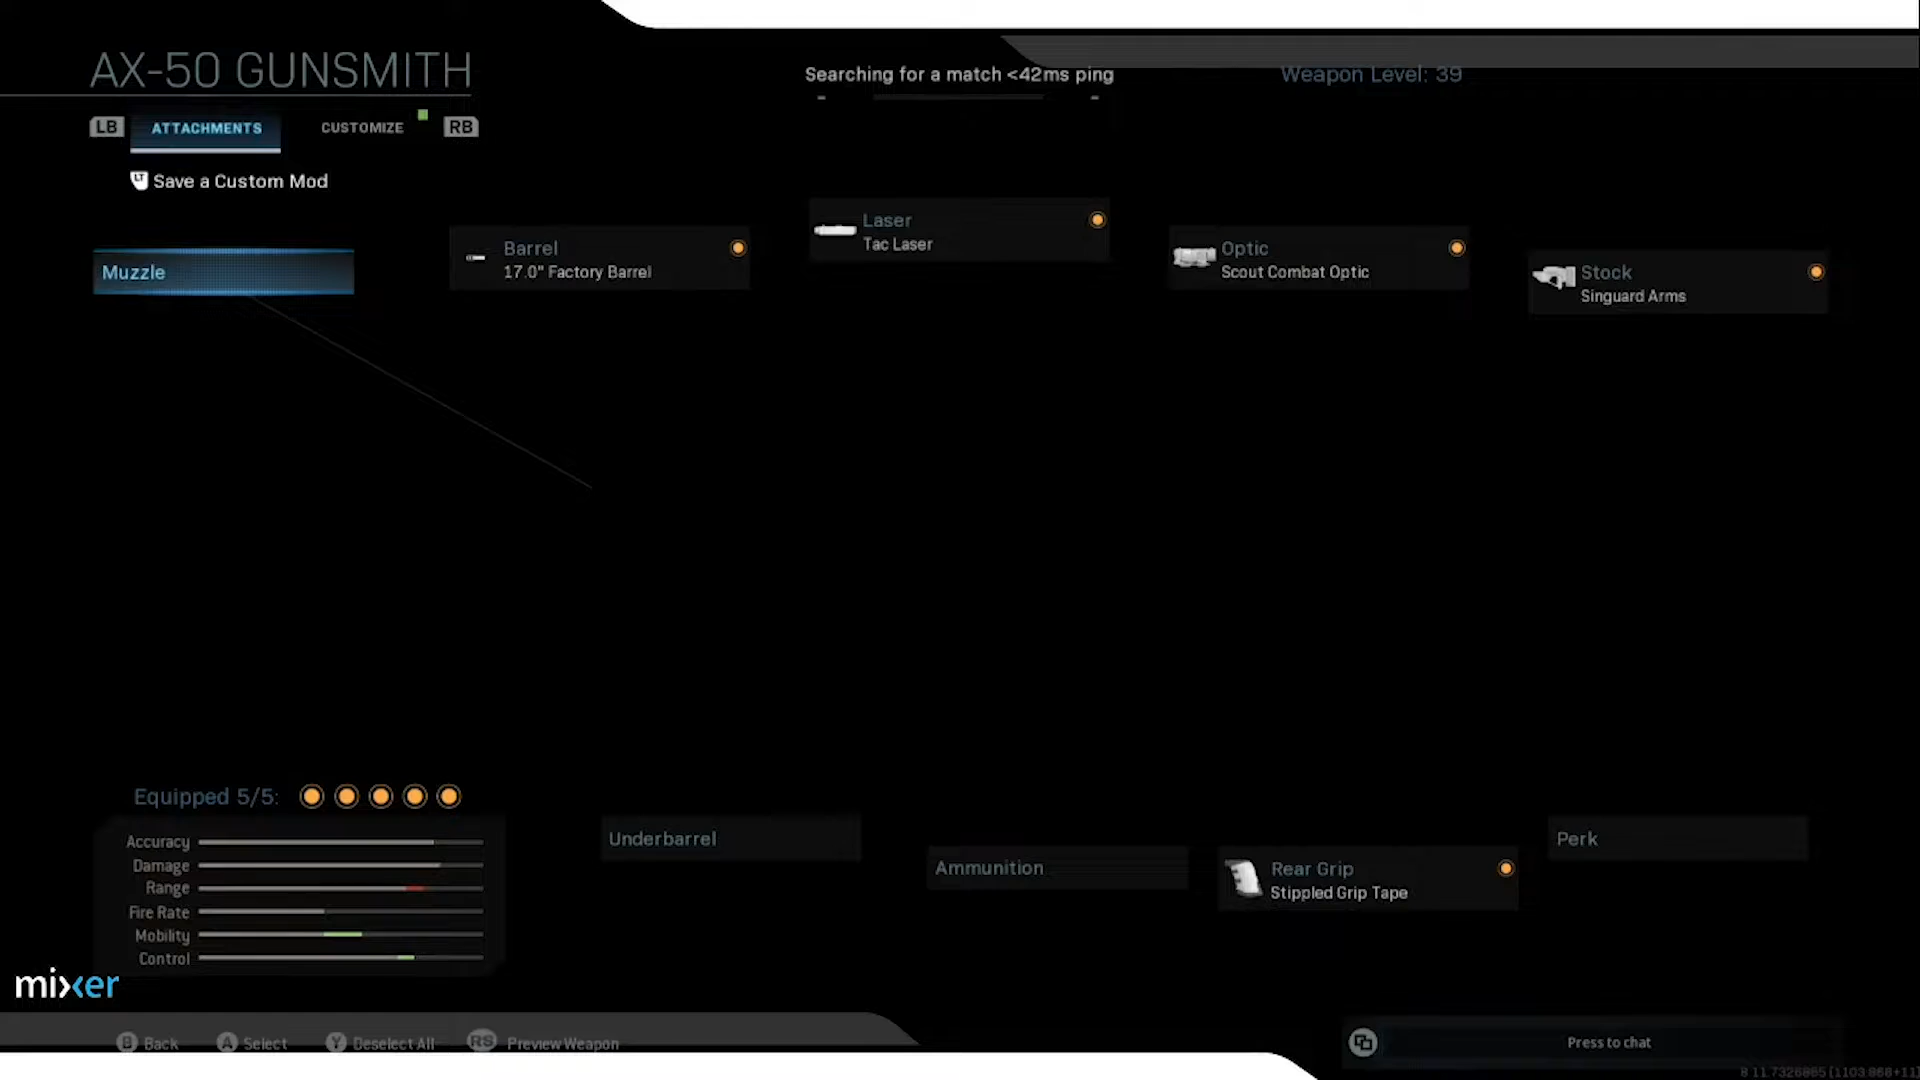 AX-50 GUNSMITH
Searching for a match <42ms ping
Weapon Level: 39
LB ATTACHMENTS CUSTOMIZE RB
LT Save a Custom Mod
Muzzle
Barrel
17.0" Factory Barrel
Laser
Tac Laser
Optic
Scout Combat Optic
Stock
Singuard Arms
Equipped 5/5:
Accuracy
Damage
Range
Fire Rate
Mobility
Control
Underbarrel
Ammunition
Rear Grip
Stippled Grip Tape
Perk
mixer
B Back A Select Y Deselect All RS Preview Weapon
Press to chat